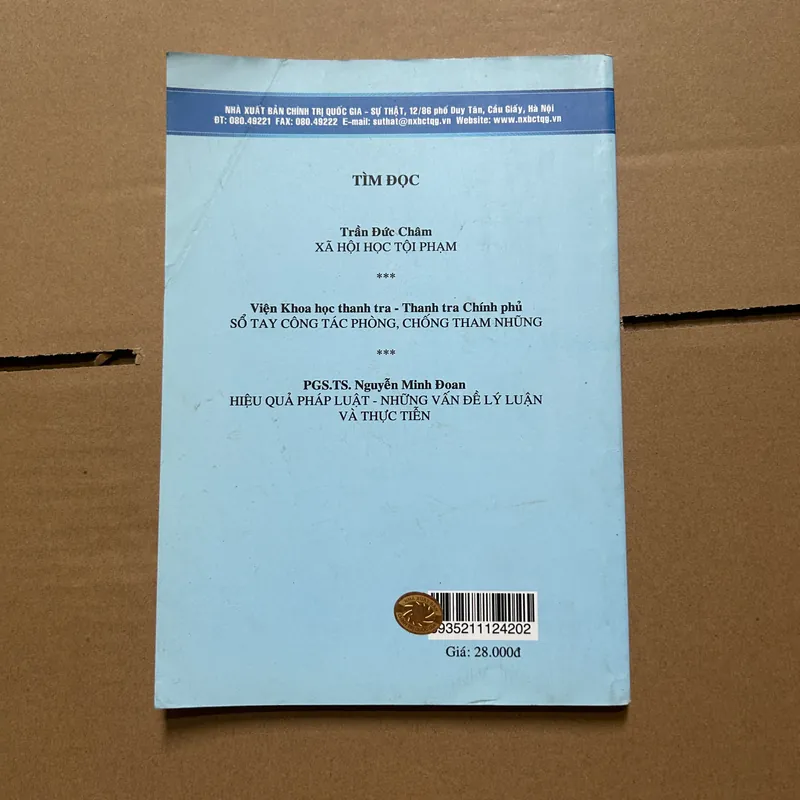 NHÀ XUẤT BẢN CHÍNH TRỊ QUỐC GIA - SỰ THẬT, 12/86 phố Duy Tân, Cầu Giấy, Hà Nội
ĐT: 080.49221 FAX: 080.49222 E-mail: suthat@nxbctqg.vn Website: www.nxbctqg.vn
TÌM ĐỌC
Trần Đức Châm
XÃ HỘI HỌC TỘI PHẠM
***
Viện Khoa học thanh tra - Thanh tra Chính phủ
SỔ TAY CÔNG TÁC PHÒNG, CHỐNG THAM NHŨNG
***
PGS.TS. Nguyễn Minh Đoan
HIỆU QUẢ PHÁP LUẬT - NHỮNG VẤN ĐỀ LÝ LUẬN
VÀ THỰC TIỄN
935211124202
Giá: 28.000đ